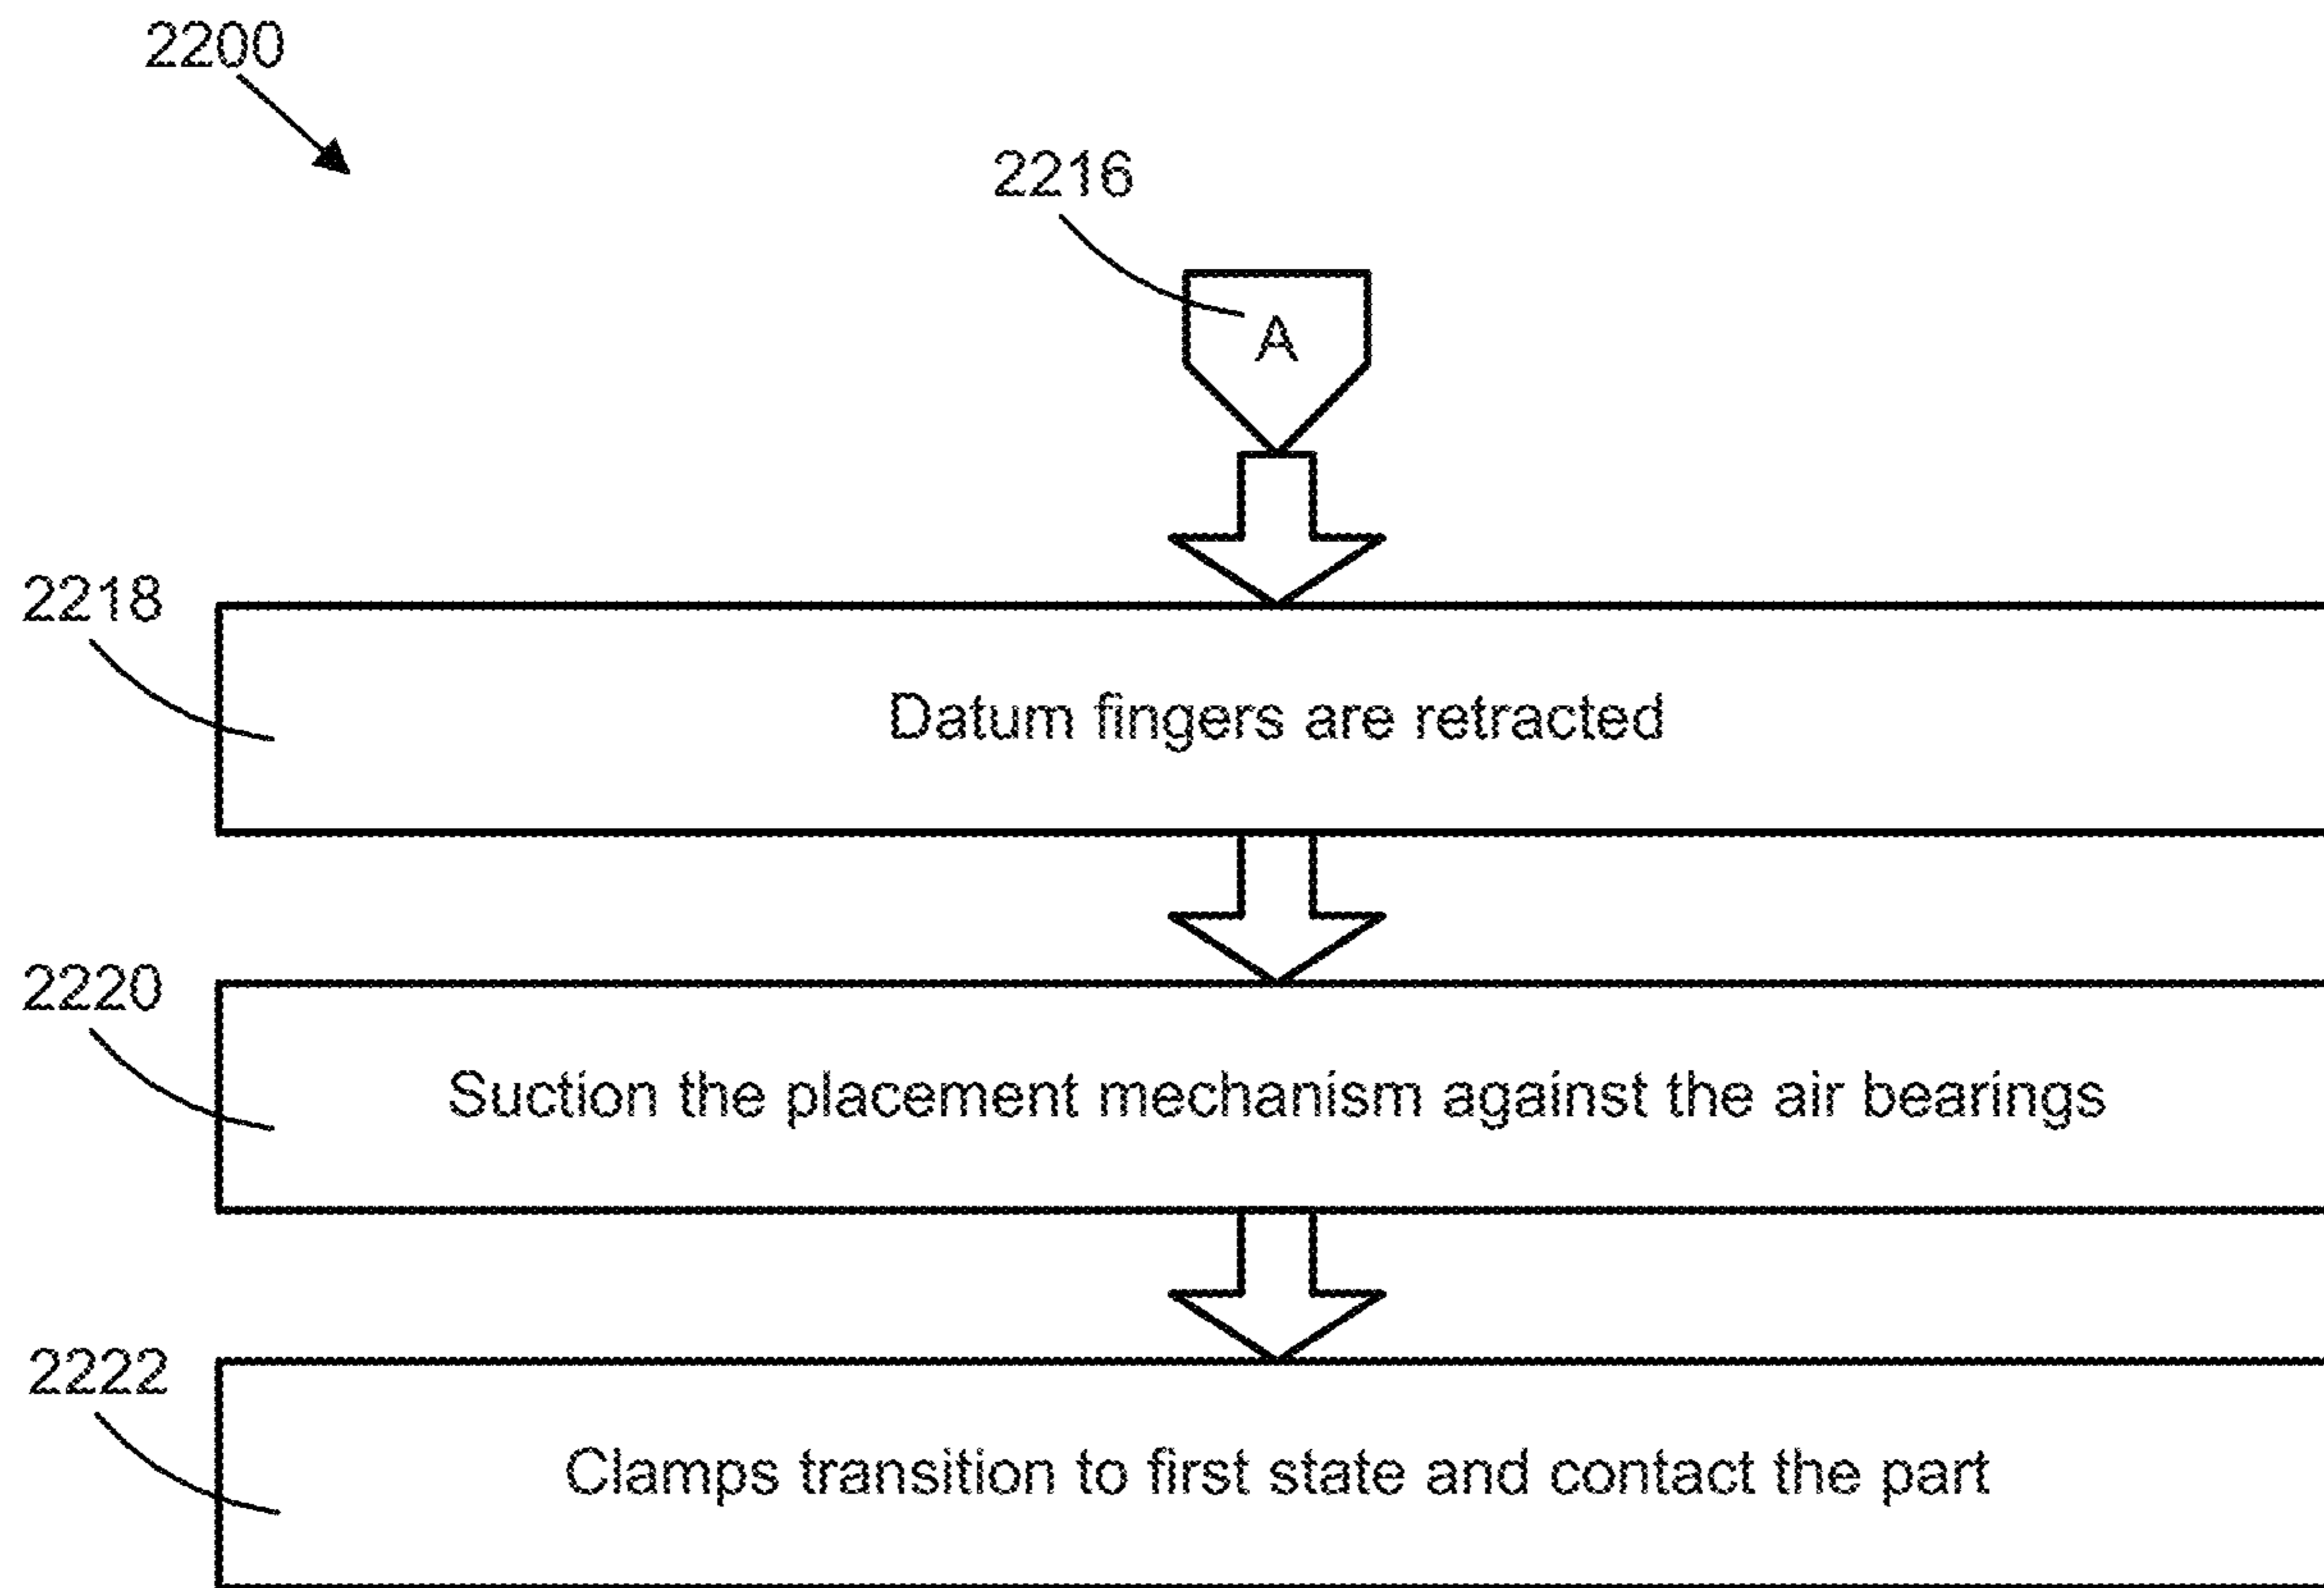 2200
2216
A
2218
Datum fingers are retracted
2220
Suction the placement mechanism against the air bearings
2222
Clamps transition to first state and contact the part